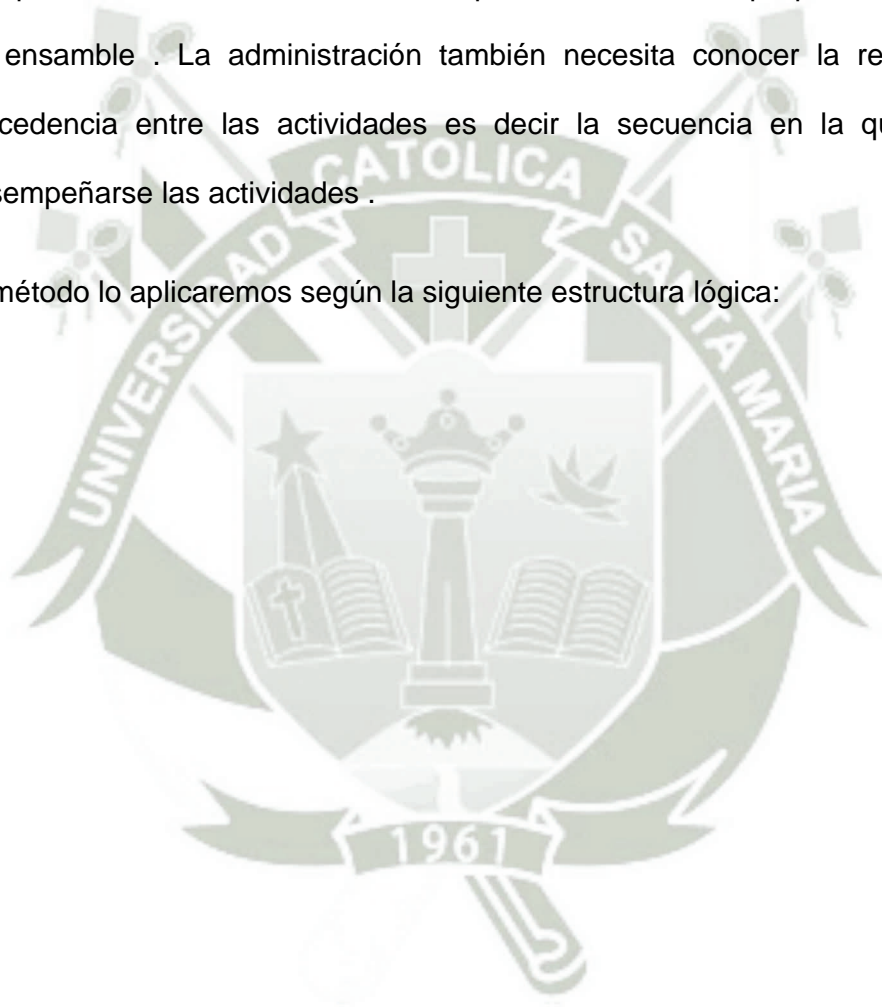 ensamble . La administración también necesita conocer la re
cedencia entre las actividades es decir la secuencia en la qu
sempeñarse las actividades .
método lo aplicaremos según la siguiente estructura lógica:
CATOLICA
UNIVERSIDAD
SANTA MARIA
1961